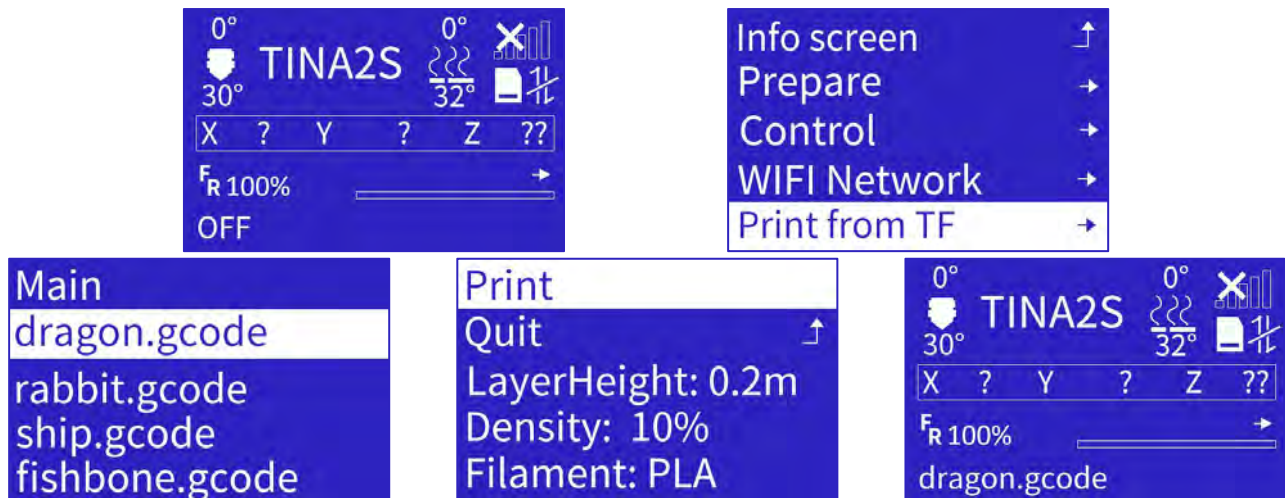 0° TINA2S 0°
30° 32°
X ? Y ? Z ??
FR 100%
OFF
Info screen
Prepare
Control
WIFI Network
Print from TF
Main
dragon.gcode
rabbit.gcode
ship.gcode
fishbone.gcode
Print
Quit
LayerHeight: 0.2m
Density: 10%
Filament: PLA
0° TINA2S 0°
30° 32°
X ? Y ? Z ??
FR 100%
dragon.gcode